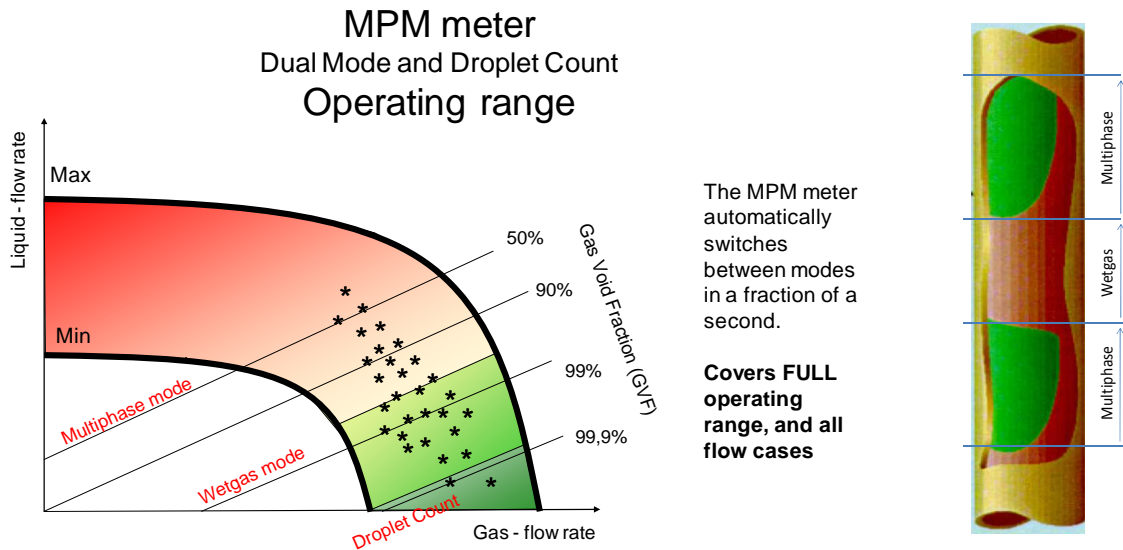 MPM meter
Dual Mode and Droplet Count
Operating range
Liquid - flow rate
Max
Min
50%
90%
99%
99,9%
Gas Void Fraction (GVF)
Multiphase mode
Wetgas mode
Droplet Count
Gas - flow rate
The MPM meter
automatically
switches
between modes
in a fraction of a
second.
Covers FULL
operating
range, and all
flow cases
Multiphase
Wetgas
Multiphase